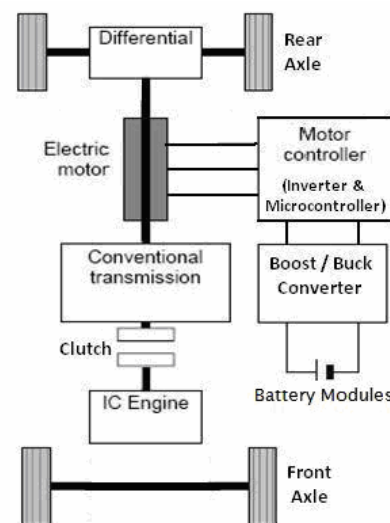 Differential
Rear
Axle
Electric
motor
Motor
controller
(Inverter &
Microcontroller)
Conventional
transmission
Boost / Buck
Converter
Clutch
Battery Modules
IC Engine
Front
Axle